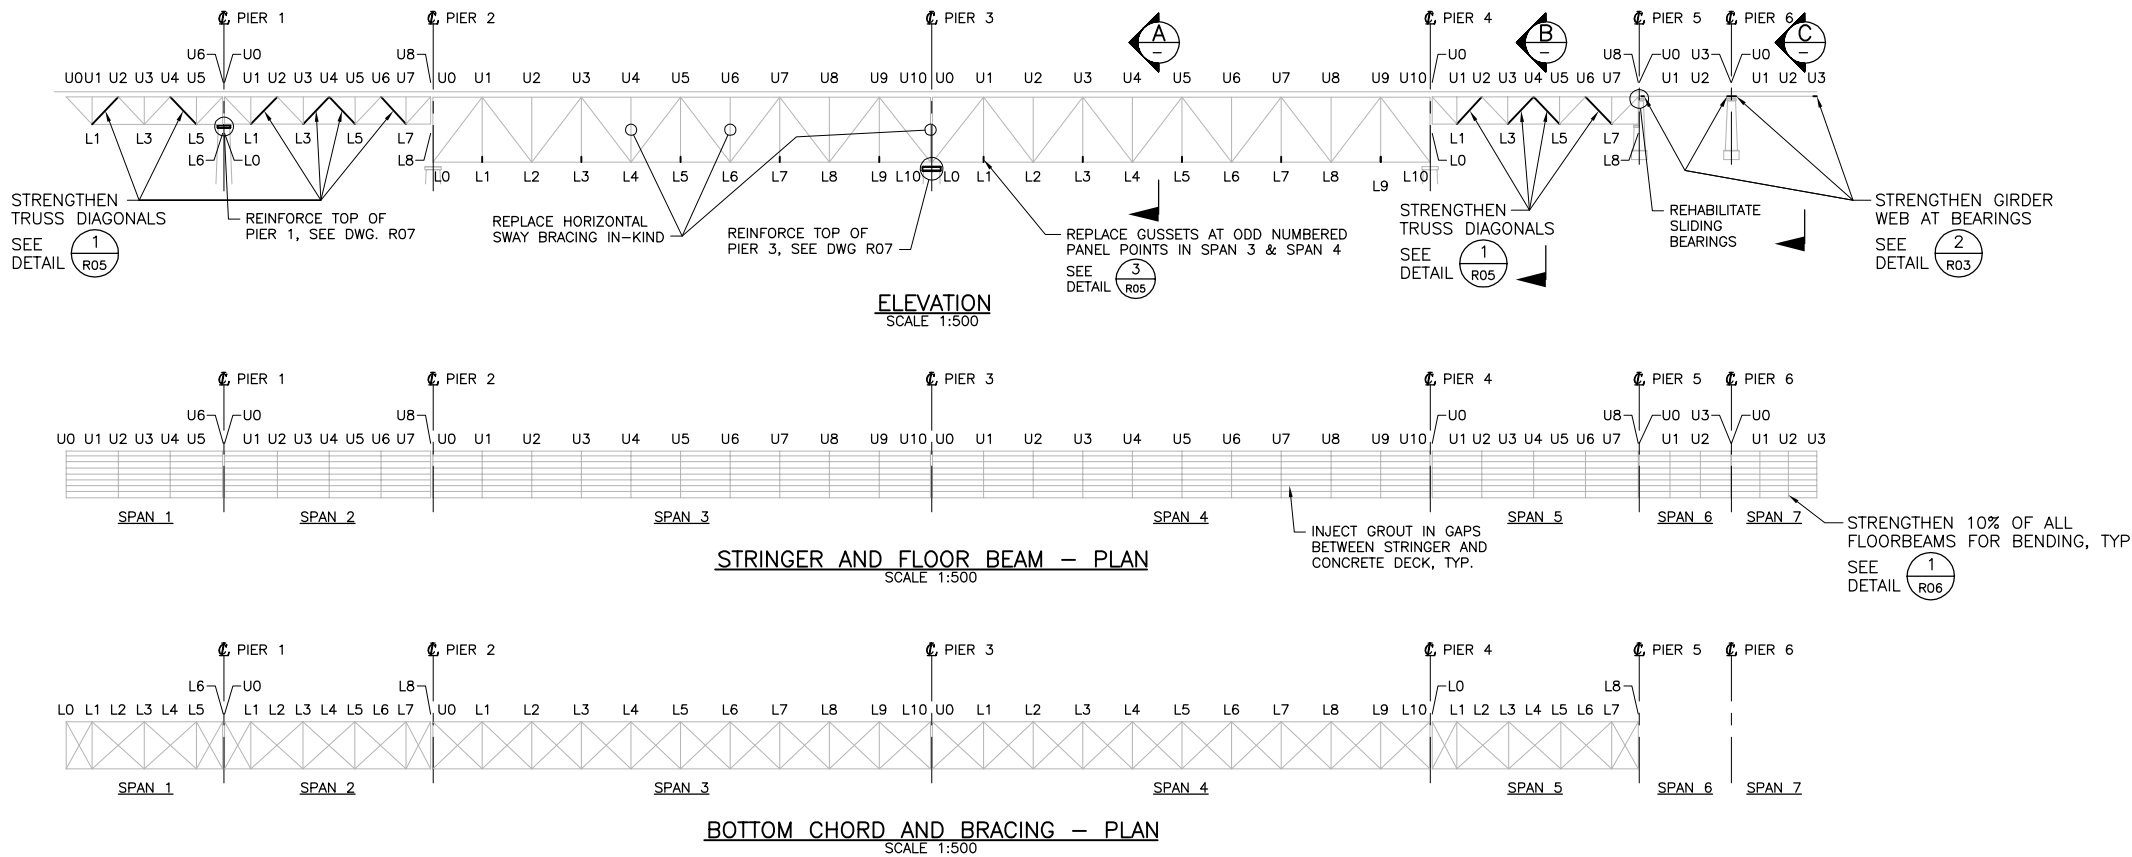 ℄ PIER 1 ℄ PIER 2 ℄ PIER 3 ℄ PIER 4 ℄ PIER 5 ℄ PIER 6
A B C
- - -
U6 U0 U8 U0 U8 U0 U3 U0
U0 U1 U2 U3 U4 U5 U1 U2 U3 U4 U5 U6 U7 U0 U1 U2 U3 U4 U5 U6 U7 U8 U9 U10 U0 U1 U2 U3 U4 U5 U6 U7 U8 U9 U10 U1 U2 U3 U4 U5 U6 U7 U1 U2 U1 U2 U3
L1 L3 L5 L1 L3 L5 L7 L1 L3 L5 L7
L6 L0 L8 L0 L8
L0 L1 L2 L3 L4 L5 L6 L7 L8 L9 L10 L0 L1 L2 L3 L4 L5 L6 L7 L8 L9 L10
STRENGTHEN
TRUSS DIAGONALS
SEE
DETAIL
1
R05
REINFORCE TOP OF
PIER 1, SEE DWG. R07
REPLACE HORIZONTAL
SWAY BRACING IN-KIND
REINFORCE TOP OF
PIER 3, SEE DWG R07
REPLACE GUSSETS AT ODD NUMBERED
PANEL POINTS IN SPAN 3 & SPAN 4
SEE
DETAIL
3
R05
STRENGTHEN
TRUSS DIAGONALS
SEE
DETAIL
1
R05
REHABILITATE
SLIDING
BEARINGS
STRENGTHEN GIRDER
WEB AT BEARINGS
SEE
DETAIL
2
R03
ELEVATION
SCALE 1:500
℄ PIER 1 ℄ PIER 2 ℄ PIER 3 ℄ PIER 4 ℄ PIER 5 ℄ PIER 6
U6 U0 U8 U0 U8 U0 U3 U0
U0 U1 U2 U3 U4 U5 U1 U2 U3 U4 U5 U6 U7 U0 U1 U2 U3 U4 U5 U6 U7 U8 U9 U10 U0 U1 U2 U3 U4 U5 U6 U7 U8 U9 U10 U1 U2 U3 U4 U5 U6 U7 U1 U2 U1 U2 U3
SPAN 1 SPAN 2 SPAN 3 SPAN 4 SPAN 5 SPAN 6 SPAN 7
INJECT GROUT IN GAPS
BETWEEN STRINGER AND
CONCRETE DECK, TYP.
STRENGTHEN 10% OF ALL
FLOORBEAMS FOR BENDING, TYP
SEE
DETAIL
1
R06
STRINGER AND FLOOR BEAM - PLAN
SCALE 1:500
℄ PIER 1 ℄ PIER 2 ℄ PIER 3 ℄ PIER 4 ℄ PIER 5 ℄ PIER 6
L6 U0 L8 L0 L8
L0 L1 L2 L3 L4 L5 L1 L2 L3 L4 L5 L6 L7 U0 L1 L2 L3 L4 L5 L6 L7 L8 L9 L10 U0 L1 L2 L3 L4 L5 L6 L7 L8 L9 L10 L1 L2 L3 L4 L5 L6 L7
SPAN 1 SPAN 2 SPAN 3 SPAN 4 SPAN 5 SPAN 6 SPAN 7
BOTTOM CHORD AND BRACING - PLAN
SCALE 1:500